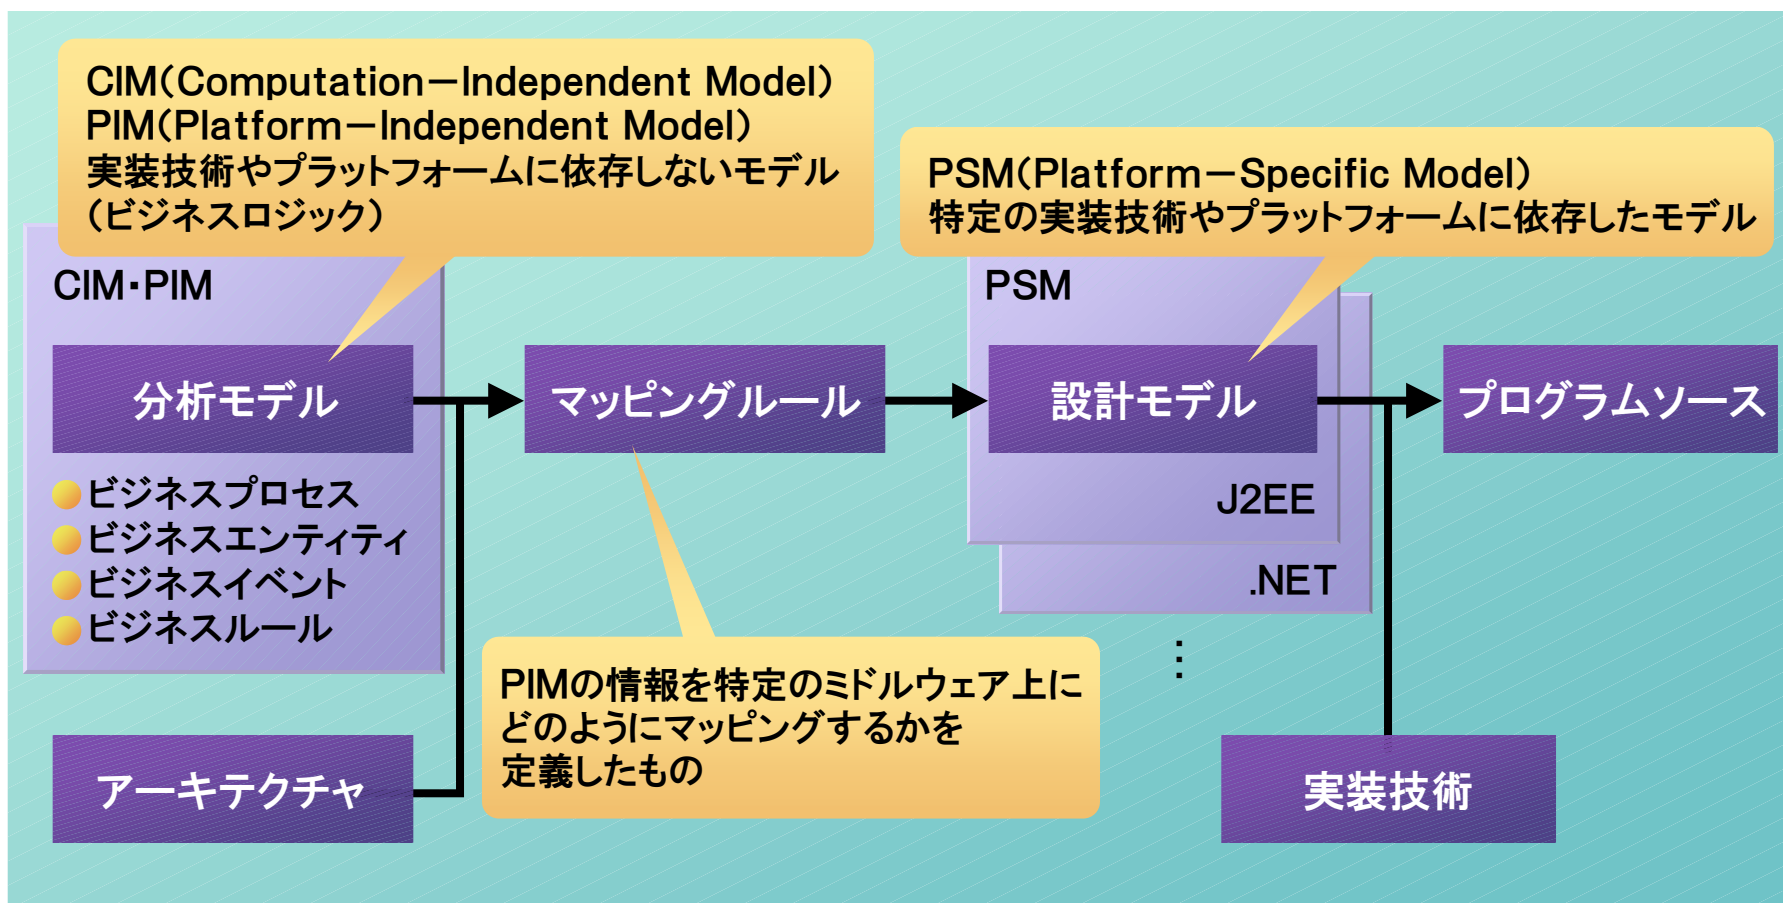 CIM(Computation－Independent Model)
PIM(Platform－Independent Model)
実装技術やプラットフォームに依存しないモデル
(ビジネスロジック)
PSM(Platform－Specific Model)
特定の実装技術やプラットフォームに依存したモデル
CIM・PIM
PSM
分析モデル
マッピングルール
設計モデル
プログラムソース
ビジネスプロセス
ビジネスエンティティ
ビジネスイベント
ビジネスルール
J2EE
.NET
⋮
PIMの情報を特定のミドルウェア上に
どのようにマッピングするかを
定義したもの
アーキテクチャ
実装技術